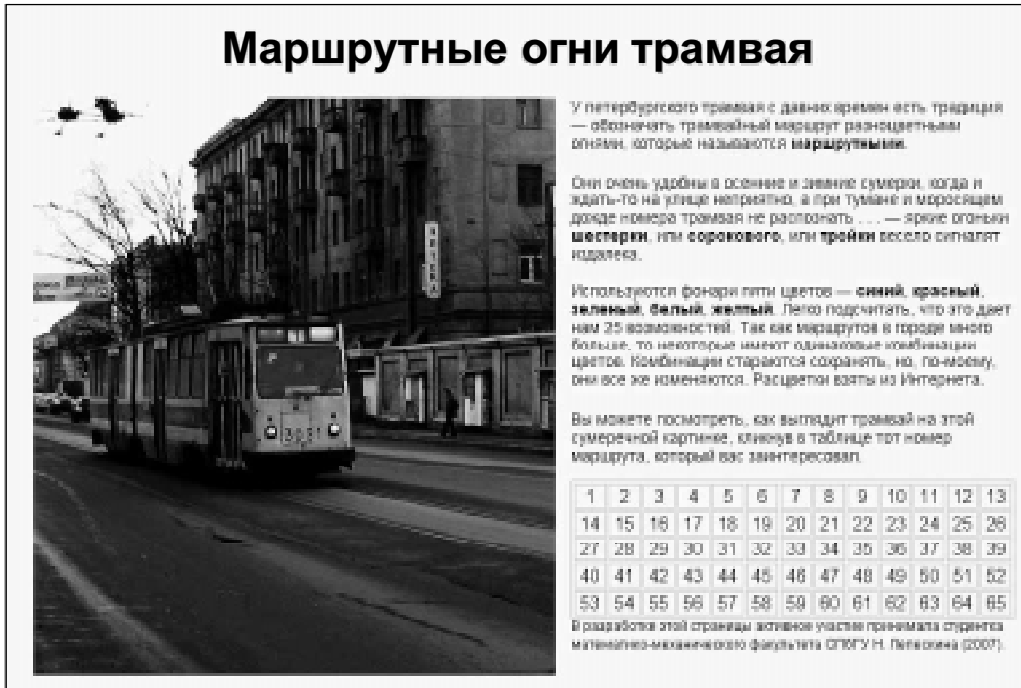 Маршрутные огни трамвая
У петербургского трамвая с давних времен есть традиция
— обозначать трамвайный маршрут разноцветными
огнями, которые называются маршрутными.
Они очень удобны в осенние и зимние сумерки, когда и
ждать-то на улице неприятно, а при тумане и моросящем
дожде номера трамвая не распознать . . . — яркие огоньки
шестерки, или сорокового, или тройки весело сигналят
издалека.
Используются фонари пяти цветов — синий, красный,
зеленый, белый, желтый. Легко подсчитать, что это дает
нам 25 возможностей. Так как маршрутов в городе много
больше, то некоторые имеют одинаковые комбинации
цветов. Комбинации стараются сохранять, но, по-моему,
они все же изменяются. Расцветки взяты из Интернета.
Вы можете посмотреть, как выглядит трамвай на этой
сумеречной картинке, кликнув в таблице тот номер
маршрута, который вас заинтересовал.
1 2 3 4 5 6 7 8 9 10 11 12 13
14 15 16 17 18 19 20 21 22 23 24 25 26
27 28 29 30 31 32 33 34 35 36 37 38 39
40 41 42 43 44 45 46 47 48 49 50 51 52
53 54 55 56 57 58 59 60 61 62 63 64 65
В разработке этой страницы активное участие принимала студентка
математико-механического факультета СПбГУ Н. Лепескина (2007).
АПТЕКА